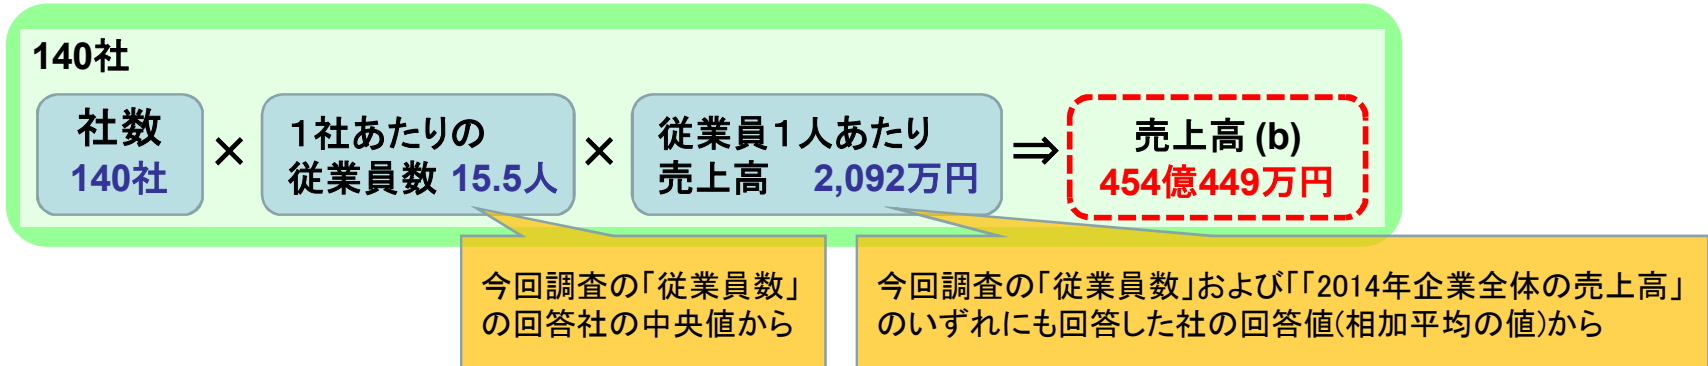 140社
社数
140社
×
1社あたりの
従業員数 15.5人
×
従業員1人あたり
売上高 2,092万円
⇒
売上高 (b)
454億449万円
今回調査の「従業員数」
の回答社の中央値から
今回調査の「従業員数」および「「2014年企業全体の売上高」
のいずれにも回答した社の回答値(相加平均の値)から